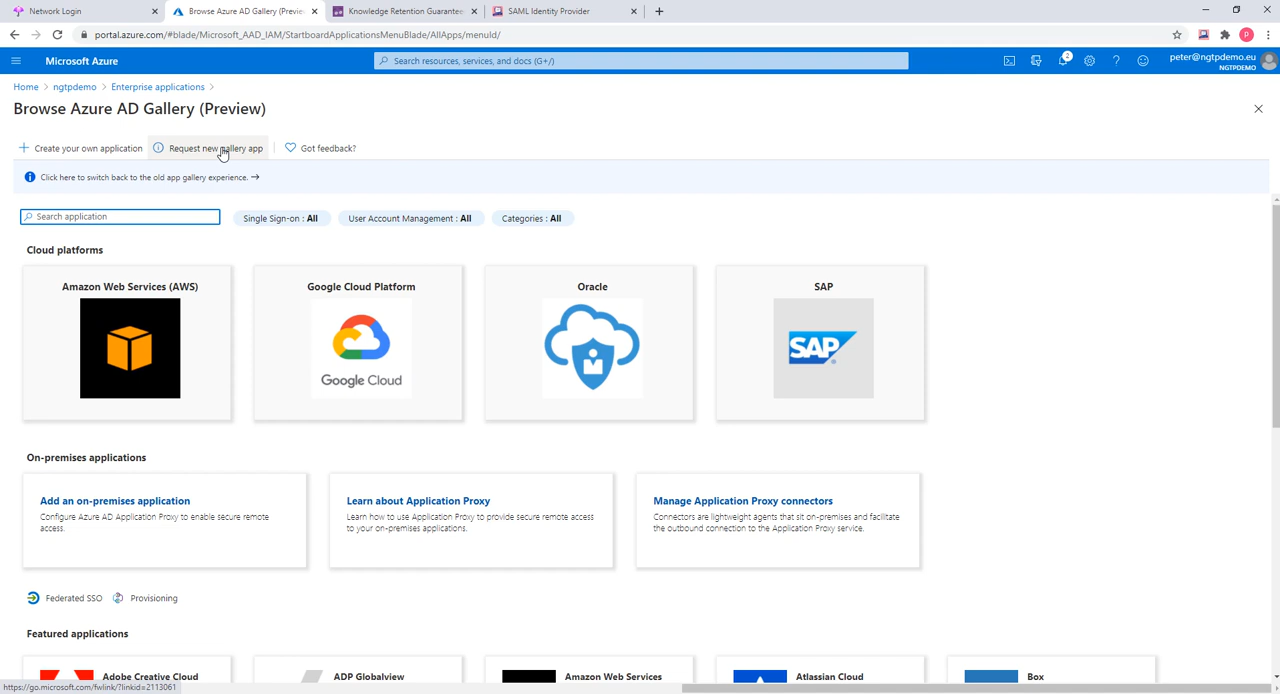 Network Login
Browse Azure AD Gallery (Preview
Knowledge Retention Guarantee
SAML Identity Provider
portal.azure.com/#blade/Microsoft_AAD_IAM/StartboardApplicationsMenuBlade/AllApps/menuId/
P
Microsoft Azure
Search resources, services, and docs (G+/)
2
peter@ngtpdemo.eu
NGTPDEMO
Home > ngtpdemo > Enterprise applications >
Browse Azure AD Gallery (Preview)
Create your own application
Request new gallery app
Got feedback?
Click here to switch back to the old app gallery experience. →
Search application
Single Sign-on : All
User Account Management : All
Categories : All
Cloud platforms
Amazon Web Services (AWS)
Google Cloud Platform
Oracle
SAP
Google Cloud
SAP
On-premises applications
Add an on-premises application
Configure Azure AD Application Proxy to enable secure remote
access.
Learn about Application Proxy
Learn how to use Application Proxy to provide secure remote access
to your on-premises applications.
Manage Application Proxy connectors
Connectors are lightweight agents that sit on-premises and facilitate
the outbound connection to the Application Proxy service.
Federated SSO
Provisioning
Featured applications
Adobe Creative Cloud
ADP Globalview
Amazon Web Services
Atlassian Cloud
Box
https://go.microsoft.com/fwlink/?linkid=2113061